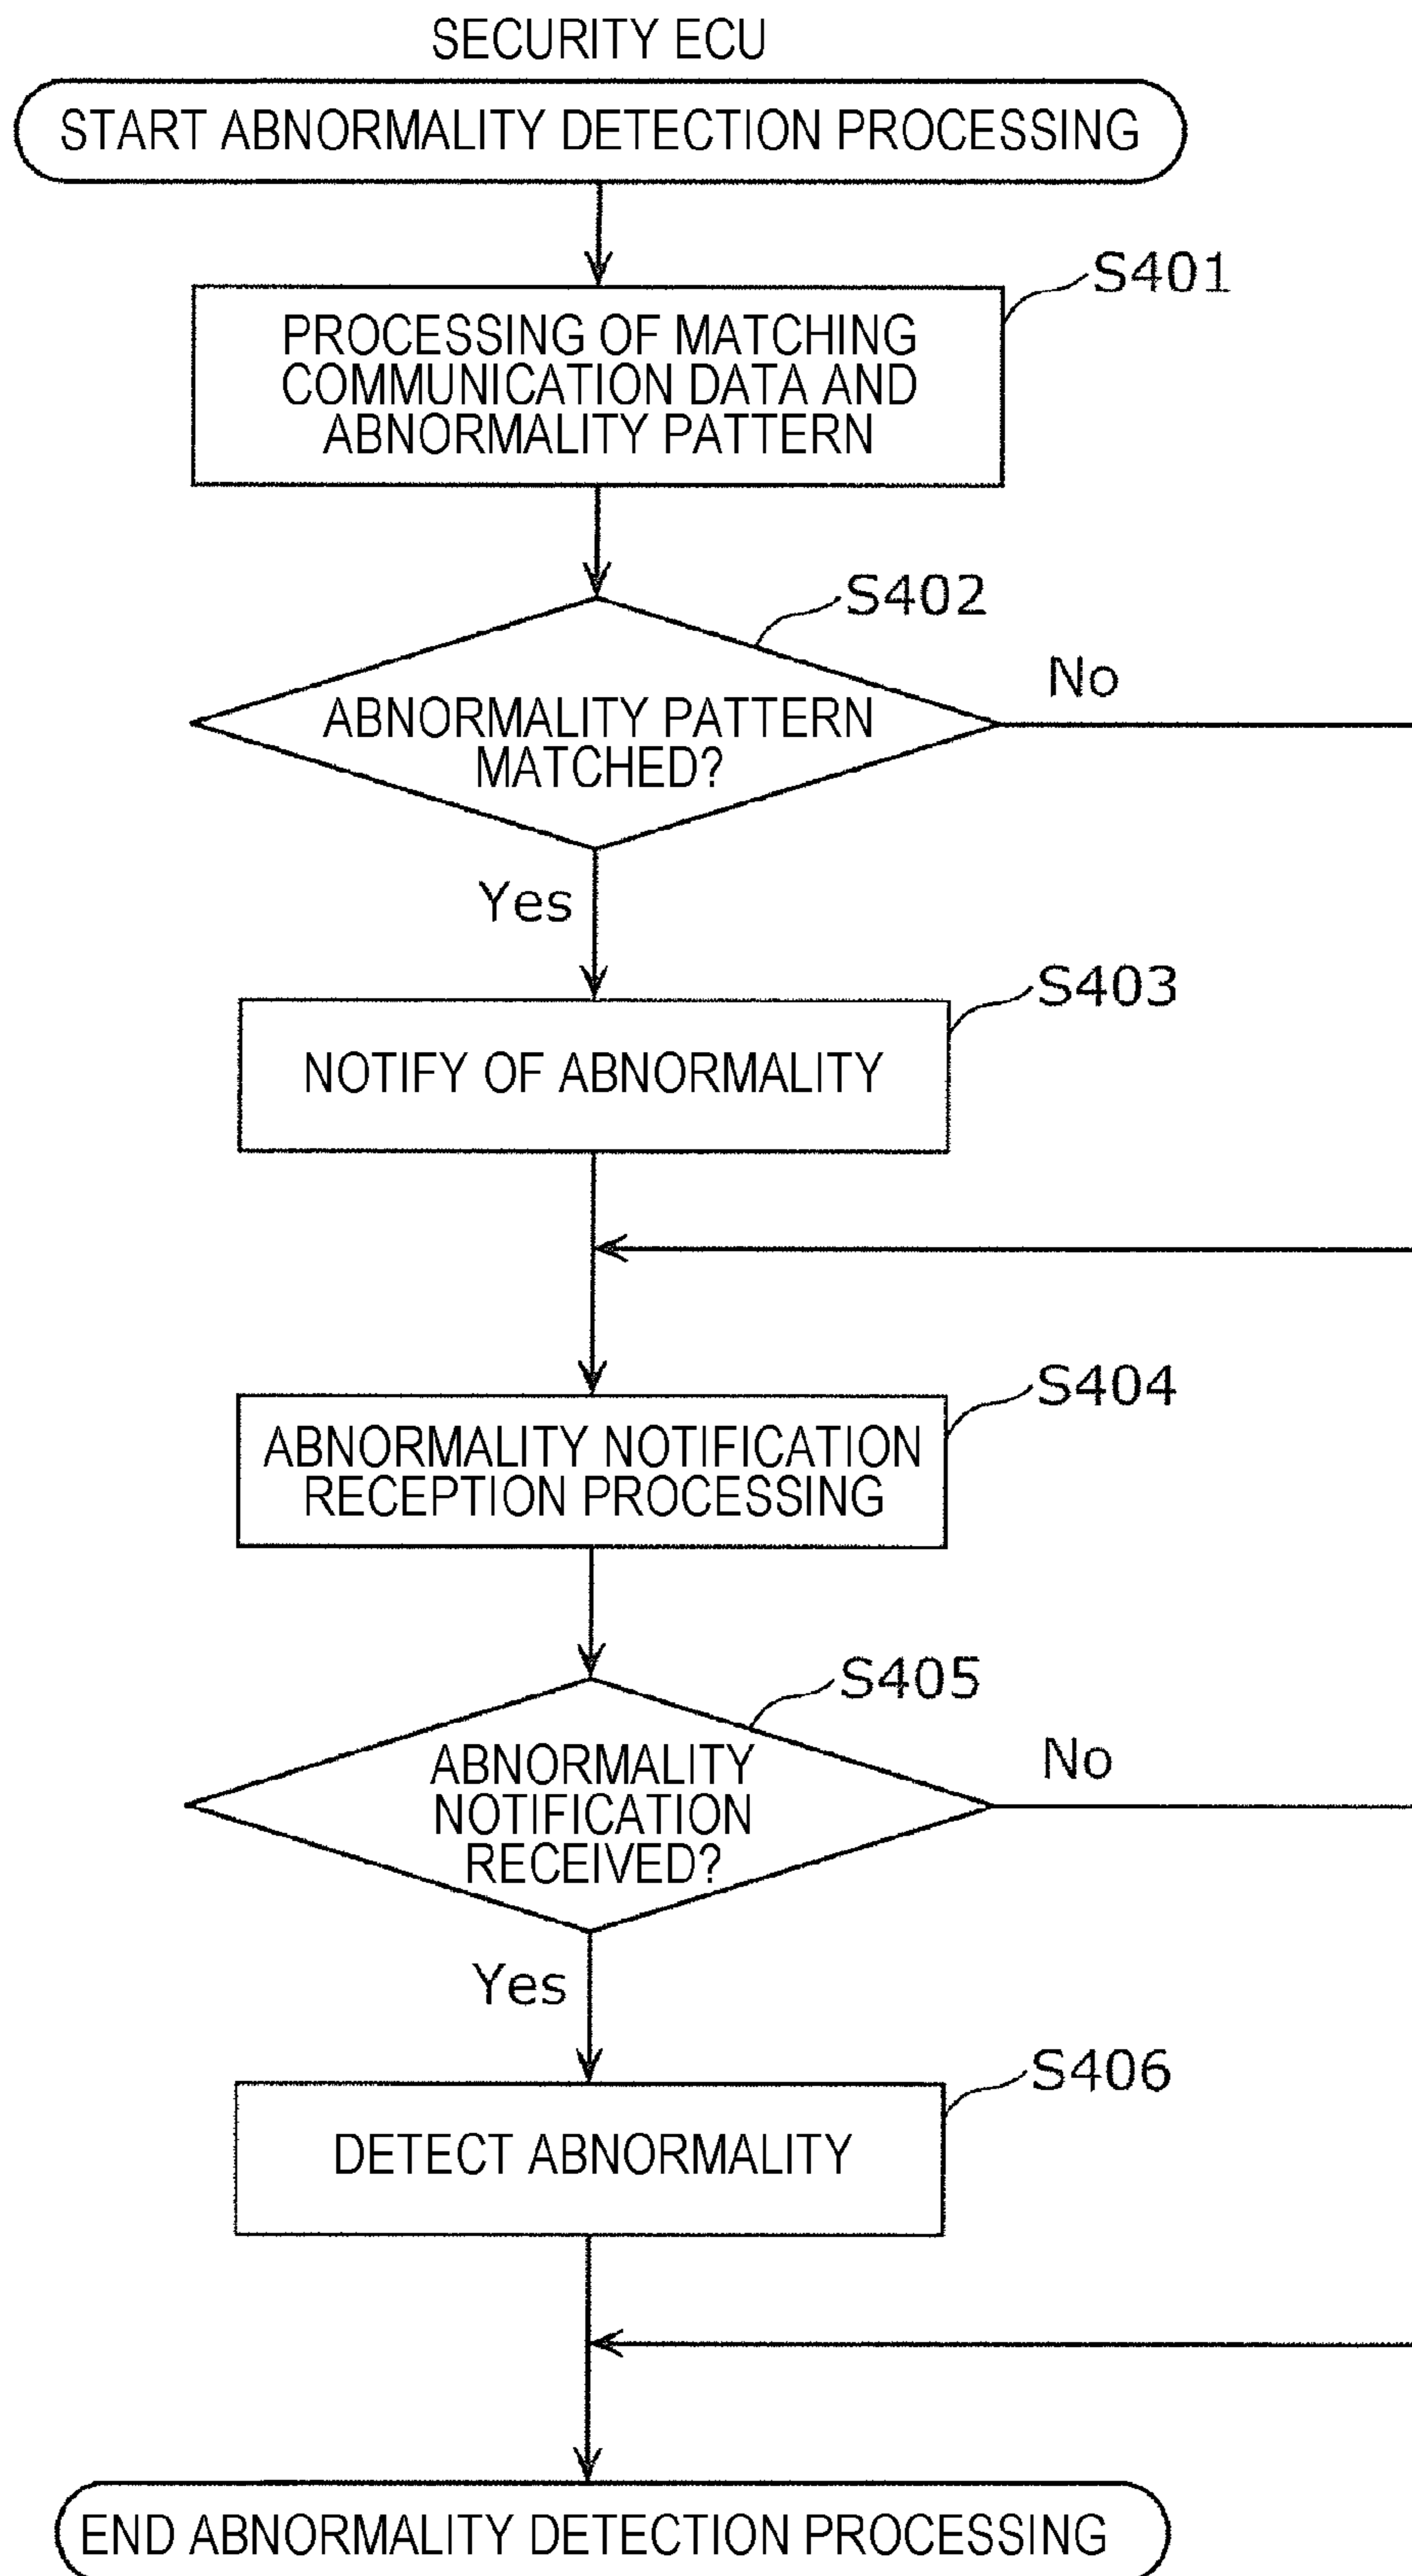 SECURITY ECU
START ABNORMALITY DETECTION PROCESSING
S401
PROCESSING OF MATCHING
COMMUNICATION DATA AND
ABNORMALITY PATTERN
S402
No
ABNORMALITY PATTERN
MATCHED?
Yes
S403
NOTIFY OF ABNORMALITY
S404
ABNORMALITY NOTIFICATION
RECEPTION PROCESSING
S405
No
ABNORMALITY
NOTIFICATION
RECEIVED?
Yes
S406
DETECT ABNORMALITY
END ABNORMALITY DETECTION PROCESSING